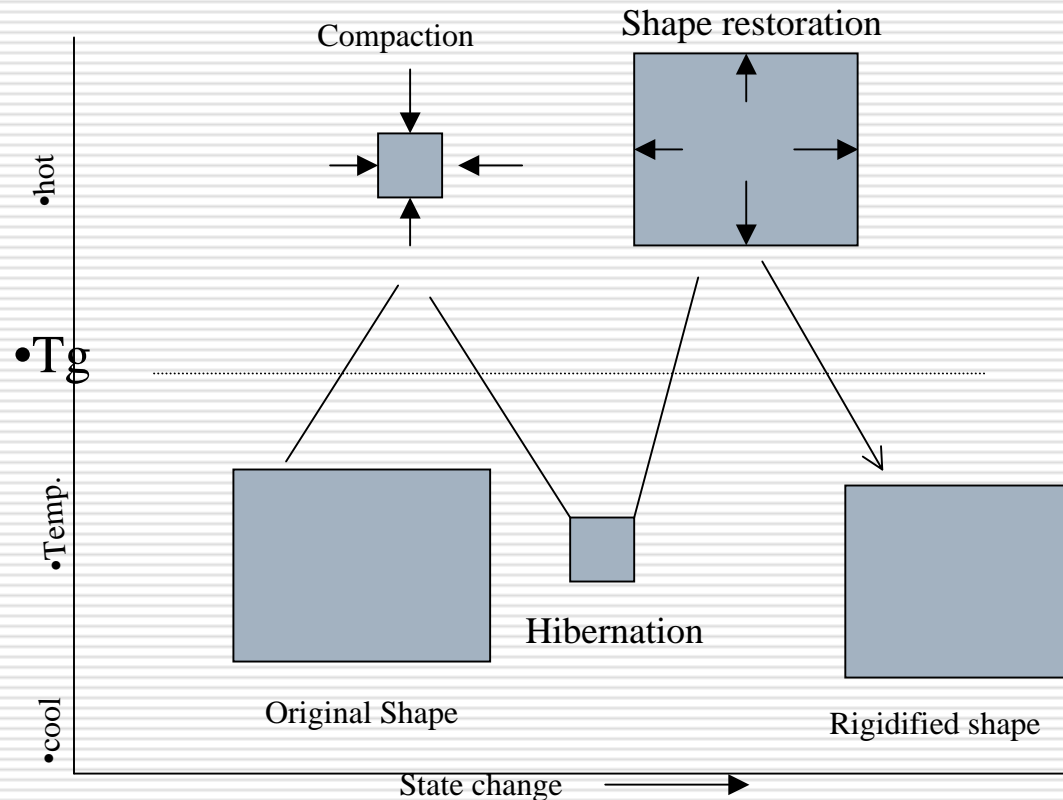 Compaction
Shape restoration
•hot
•Tg
•Temp.
Hibernation
Original Shape
Rigidified shape
•cool
State change